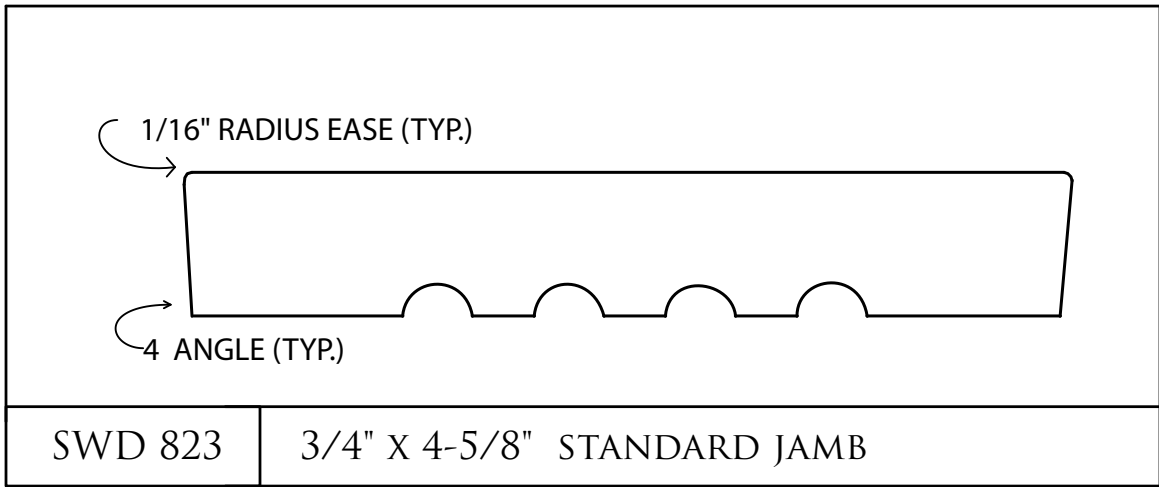 1/16" RADIUS EASE (TYP.)
4 ANGLE (TYP.)
SWD 823
3/4" X 4-5/8" STANDARD JAMB